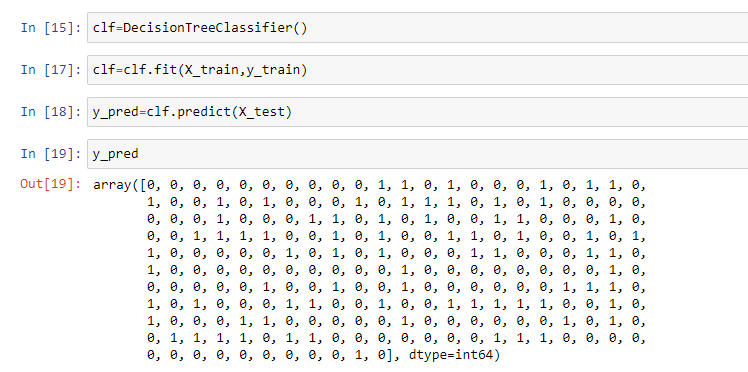 In [15]: clf=DecisionTreeClassifier()
In [17]: clf=clf.fit(X_train,y_train)
In [18]: y_pred=clf.predict(X_test)
In [19]: y_pred
Out[19]: array([0, 0, 0, 0, 0, 0, 0, 0, 0, 0, 1, 1, 0, 1, 0, 0, 0, 1, 0, 1, 1, 0,
1, 0, 0, 1, 0, 1, 0, 0, 0, 1, 0, 1, 1, 1, 0, 1, 0, 1, 0, 0, 0, 0,
0, 0, 0, 1, 0, 0, 0, 1, 1, 0, 1, 0, 1, 0, 0, 1, 1, 0, 0, 0, 1, 0,
0, 0, 1, 1, 1, 1, 0, 0, 1, 0, 1, 0, 0, 1, 1, 0, 1, 0, 0, 1, 0, 1,
1, 0, 0, 0, 0, 0, 1, 0, 1, 0, 1, 0, 0, 0, 1, 1, 0, 0, 0, 1, 1, 0,
1, 0, 0, 0, 0, 0, 0, 0, 0, 0, 0, 1, 0, 0, 0, 0, 0, 0, 0, 0, 1, 0,
0, 0, 0, 0, 0, 1, 0, 0, 1, 0, 0, 1, 0, 0, 0, 0, 0, 0, 1, 1, 1, 0,
1, 0, 1, 0, 0, 0, 1, 1, 0, 0, 1, 0, 0, 1, 1, 1, 1, 1, 0, 0, 1, 0,
1, 0, 0, 0, 1, 1, 0, 0, 0, 0, 0, 1, 0, 0, 0, 0, 0, 0, 1, 0, 1, 0,
0, 1, 1, 1, 1, 0, 1, 1, 0, 0, 0, 0, 0, 0, 0, 1, 1, 1, 0, 0, 0, 0,
0, 0, 0, 0, 0, 0, 0, 0, 0, 1, 0], dtype=int64)